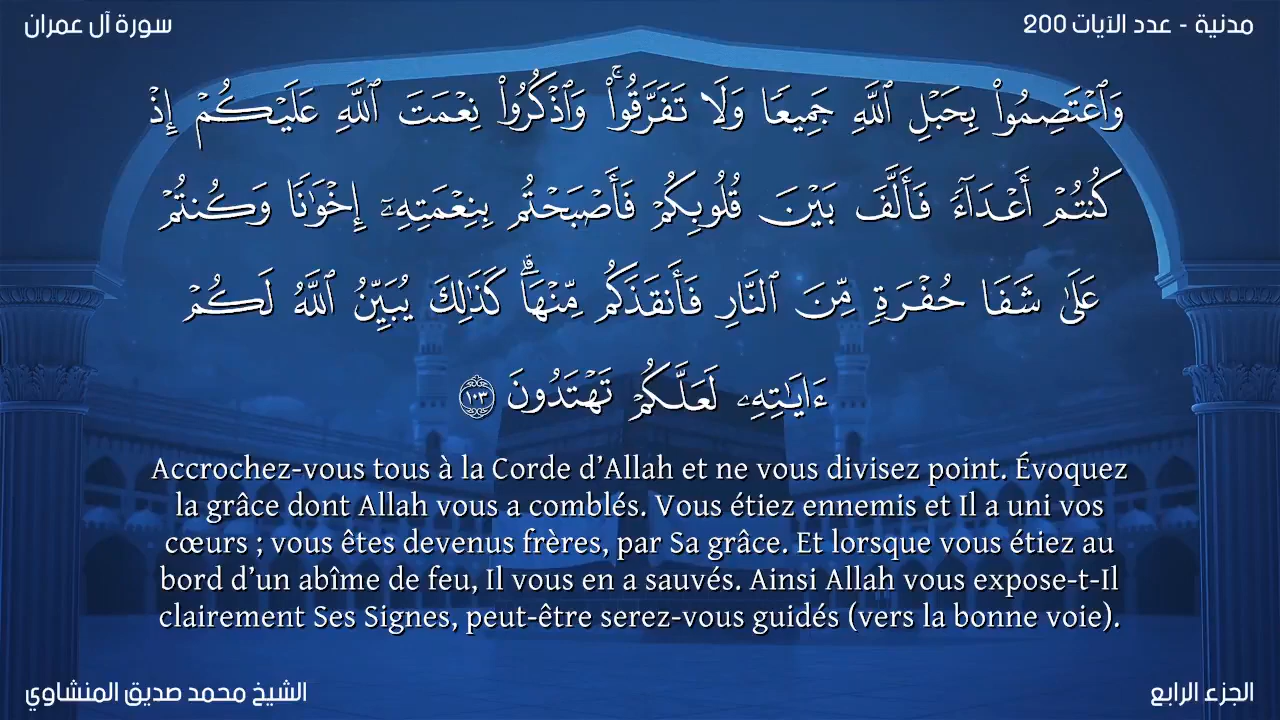 مدنية - عدد الآيات 200
سورة آل عمران
وَٱعْتَصِمُوا۟ بِحَبْلِ ٱللَّهِ جَمِيعًا وَلَا تَفَرَّقُوا۟ ۚ وَٱذْكُرُوا۟ نِعْمَتَ ٱللَّهِ عَلَيْكُمْ إِذْ
كُنتُمْ أَعْدَآءً فَأَلَّفَ بَيْنَ قُلُوبِكُمْ فَأَصْبَحْتُم بِنِعْمَتِهِۦٓ إِخْوَٰنًا وَكُنتُمْ
عَلَىٰ شَفَا حُفْرَةٍ مِّنَ ٱلنَّارِ فَأَنقَذَكُم مِّنْهَا ۗ كَذَٰلِكَ يُبَيِّنُ ٱللَّهُ لَكُمْ
ءَايَٰتِهِۦ لَعَلَّكُمْ تَهْتَدُونَ ١٠٣
Accrochez-vous tous à la Corde d’Allah et ne vous divisez point. Évoquez
la grâce dont Allah vous a comblés. Vous étiez ennemis et Il a uni vos
cœurs ; vous êtes devenus frères, par Sa grâce. Et lorsque vous étiez au
bord d’un abîme de feu, Il vous en a sauvés. Ainsi Allah vous expose-t-Il
clairement Ses Signes, peut-être serez-vous guidés (vers la bonne voie).
الجزء الرابع
الشيخ محمد صديق المنشاوي